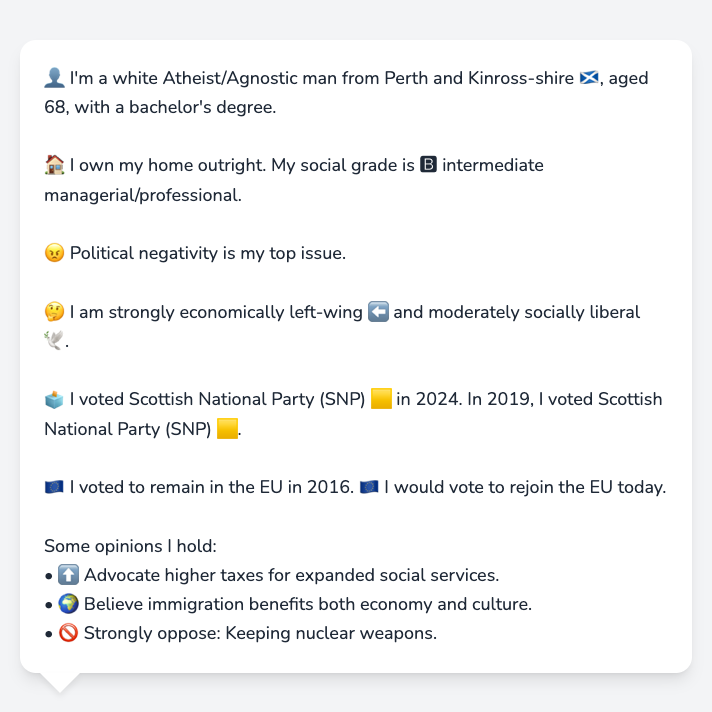 👤 I'm a white Atheist/Agnostic man from Perth and Kinross-shire 🏴󠁧󠁢󠁳󠁣󠁴󠁿, aged
68, with a bachelor's degree.
🏠 I own my home outright. My social grade is 🅱 intermediate
managerial/professional.
😠 Political negativity is my top issue.
🤔 I am strongly economically left-wing ⬅️ and moderately socially liberal
🕊️.
🗳️ I voted Scottish National Party (SNP) 🟨 in 2024. In 2019, I voted Scottish
National Party (SNP) 🟨.
🇪🇺 I voted to remain in the EU in 2016. 🇪🇺 I would vote to rejoin the EU today.
Some opinions I hold:
• ⬆️ Advocate higher taxes for expanded social services.
• 🌍 Believe immigration benefits both economy and culture.
• 🚫 Strongly oppose: Keeping nuclear weapons.